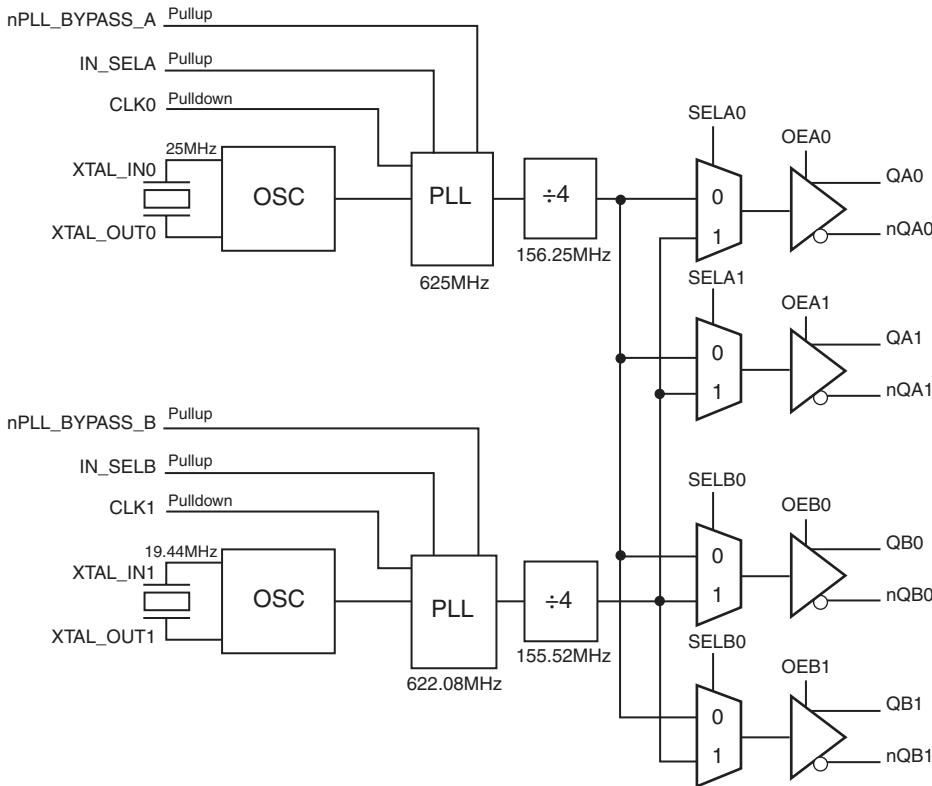 nPLL_BYPASS_A Pullup
IN_SELA Pullup
CLK0 Pulldown
XTAL_IN0 25MHz
XTAL_OUT0
OSC
PLL
625MHz
÷4
156.25MHz
SELA0
0
1
OEA0
QA0
nQA0
SELA1
0
1
OEA1
QA1
nQA1
nPLL_BYPASS_B Pullup
IN_SELB Pullup
CLK1 Pulldown
XTAL_IN1 19.44MHz
XTAL_OUT1
OSC
PLL
622.08MHz
÷4
155.52MHz
SELB0
0
1
OEB0
QB0
nQB0
SELB0
0
1
OEB1
QB1
nQB1